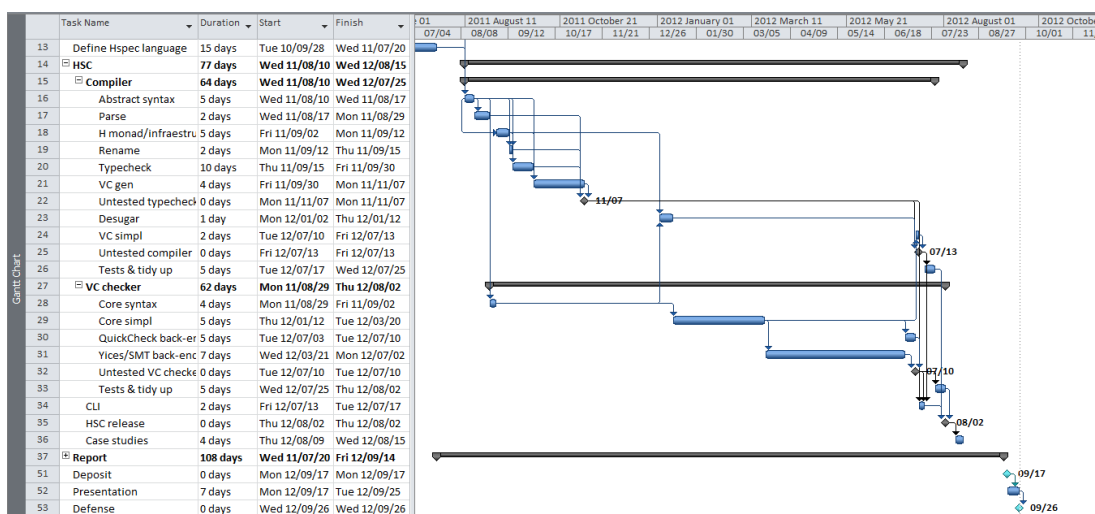 Task Name Duration Start Finish
e 01 2011 August 11 2011 October 21 2012 January 01 2012 March 11 2012 May 21 2012 August 01 2012 Octobe
07/04 08/08 09/12 10/17 11/21 12/26 01/30 03/05 04/09 05/14 06/18 07/23 08/27 10/01 11
Gantt Chart
13 Define Hspec language 15 days Tue 10/09/28 Wed 11/07/20
14 HSC 77 days Wed 11/08/10 Wed 12/08/15
15 Compiler 64 days Wed 11/08/10 Wed 12/07/25
16 Abstract syntax 5 days Wed 11/08/10 Wed 11/08/17
17 Parse 2 days Wed 11/08/17 Mon 11/08/29
18 H monad/infraestru 5 days Fri 11/09/02 Mon 11/09/12
19 Rename 2 days Mon 11/09/12 Thu 11/09/15
20 Typecheck 10 days Thu 11/09/15 Fri 11/09/30
21 VC gen 4 days Fri 11/09/30 Mon 11/11/07
22 Untested typecheck 0 days Mon 11/11/07 Mon 11/11/07 11/07
23 Desugar 1 day Mon 12/01/02 Thu 12/01/12
24 VC simpl 2 days Tue 12/07/10 Fri 12/07/13
25 Untested compiler 0 days Fri 12/07/13 Fri 12/07/13 07/13
26 Tests & tidy up 5 days Tue 12/07/17 Wed 12/07/25
27 VC checker 62 days Mon 11/08/29 Thu 12/08/02
28 Core syntax 4 days Mon 11/08/29 Fri 11/09/02
29 Core simpl 5 days Thu 12/01/12 Tue 12/03/20
30 QuickCheck back-er 5 days Tue 12/07/03 Tue 12/07/10
31 Yices/SMT back-enc 7 days Wed 12/03/21 Mon 12/07/02
32 Untested VC checke 0 days Tue 12/07/10 Tue 12/07/10 07/10
33 Tests & tidy up 5 days Wed 12/07/25 Thu 12/08/02
34 CLI 2 days Fri 12/07/13 Tue 12/07/17
35 HSC release 0 days Thu 12/08/02 Thu 12/08/02 08/02
36 Case studies 4 days Thu 12/08/09 Wed 12/08/15
37 Report 108 days Wed 11/07/20 Fri 12/09/14
51 Deposit 0 days Mon 12/09/17 Mon 12/09/17 09/17
52 Presentation 7 days Mon 12/09/17 Tue 12/09/25
53 Defense 0 days Wed 12/09/26 Wed 12/09/26 09/26